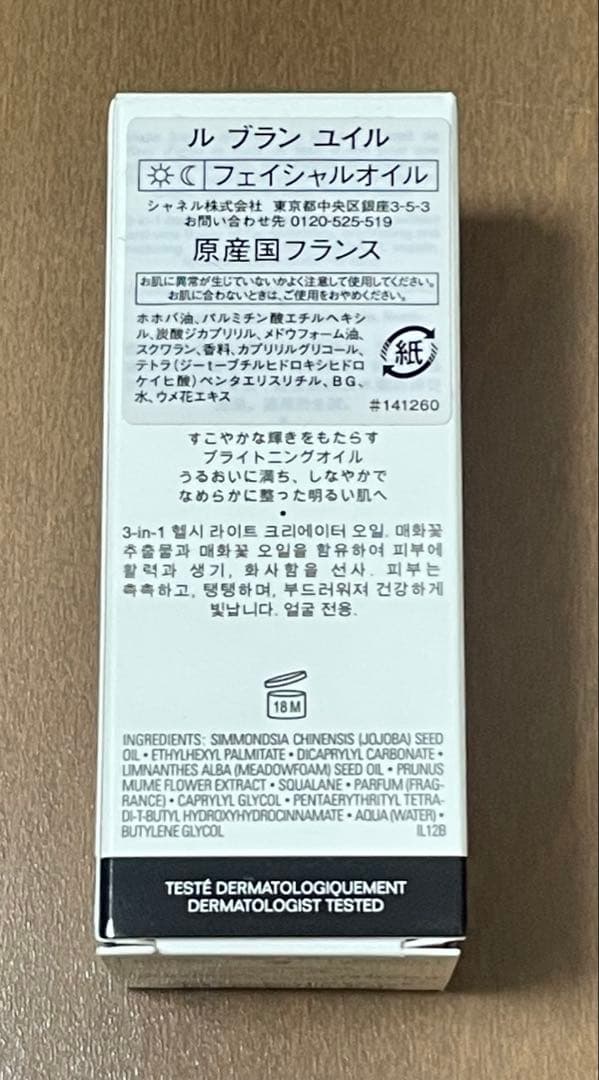 ル ブラン ユイル
フェイシャルオイル
シャネル株式会社 東京都中央区銀座3-5-3
お問い合わせ先 0120-525-519
原産国フランス
お肌に異常が生じていないかよく注意して使用してください。
お肌に合わないときは、ご使用をおやめください。
ホホバ油、パルミチン酸エチルヘキシ
ル、炭酸ジカプリリル、メドウフォーム油、
スクワラン、香料、カプリリルグリコール、
テトラ(ジーtーブチルヒドロキシヒドロ
ケイヒ酸)ペンタエリスリチル、BG、
水、ウメ花エキス
紙
#141260
すこやかな輝きをもたらす
ブライトニングオイル
うるおいに満ち、しなやかで
なめらかに整った明るい肌へ
•
3-in-1 헬시 라이트 크리에이터 오일. 매화꽃
추출물과 매화꽃 오일을 함유하여 피부에
활력과 생기, 화사함을 선사. 피부는
촉촉하고, 탱탱하며, 부드러워져 건강하게
빛납니다. 얼굴 전용.
18 M
INGREDIENTS: SIMMONDSIA CHINENSIS (JOJOBA) SEED
OIL • ETHYLHEXYL PALMITATE • DICAPRYLYL CARBONATE •
LIMNANTHES ALBA (MEADOWFOAM) SEED OIL • PRUNUS
MUME FLOWER EXTRACT • SQUALANE • PARFUM (FRAG-
RANCE) • CAPRYLYL GLYCOL • PENTAERYTHRITYL TETRA-
DI-T-BUTYL HYDROXYHYDROCINNAMATE • AQUA (WATER) •
BUTYLENE GLYCOL IL12B
TESTÉ DERMATOLOGIQUEMENT
DERMATOLOGIST TESTED